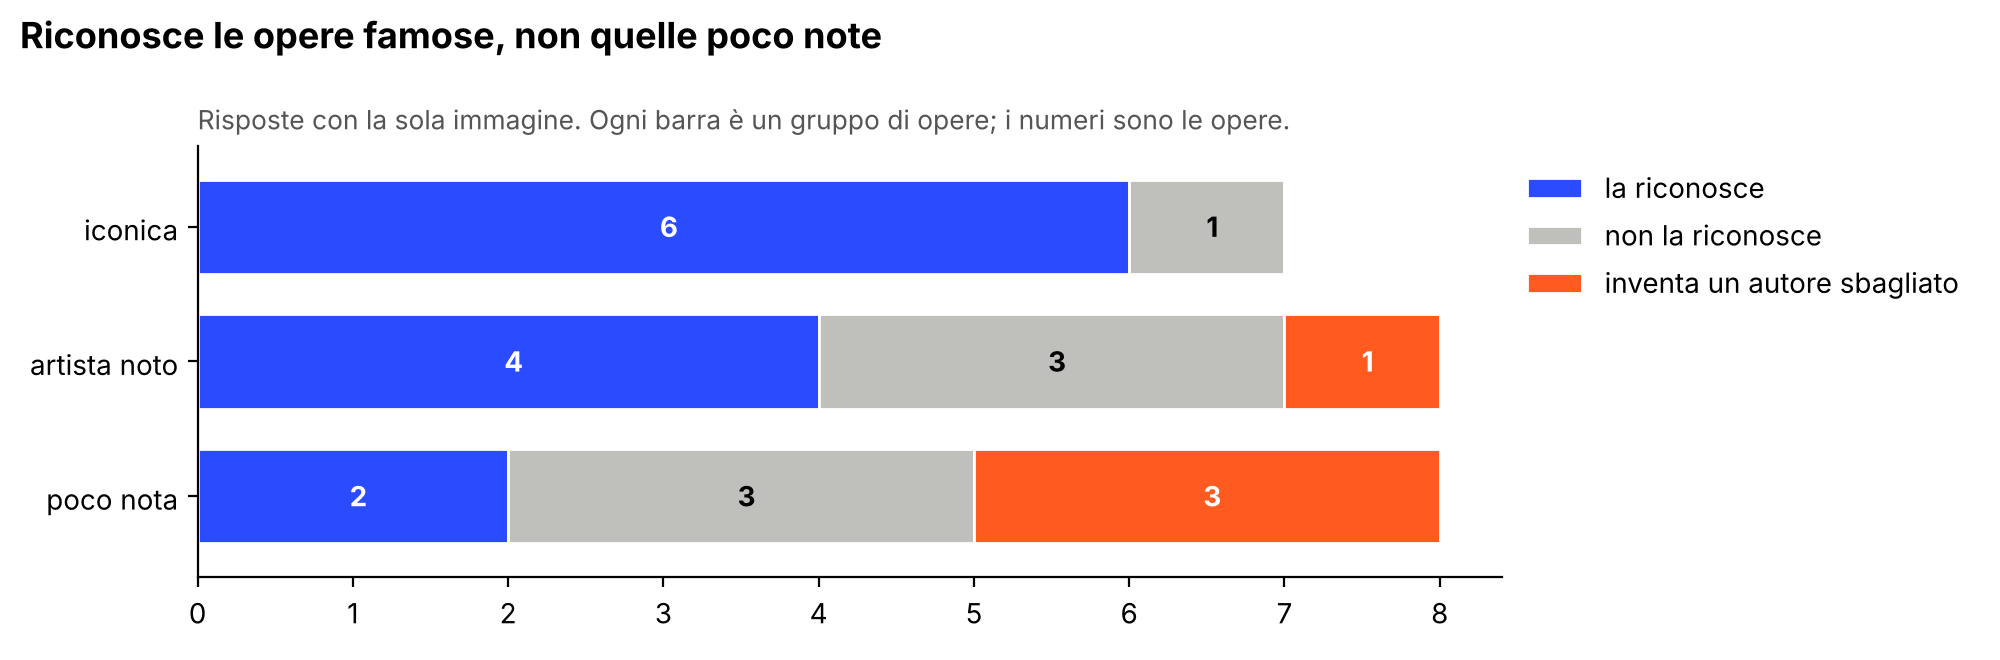 Riconosce le opere famose, non quelle poco note
Risposte con la sola immagine. Ogni barra è un gruppo di opere; i numeri sono le opere.
iconica
6
1
artista noto
4
3
1
poco nota
2
3
3
0 1 2 3 4 5 6 7 8
la riconosce
non la riconosce
inventa un autore sbagliato